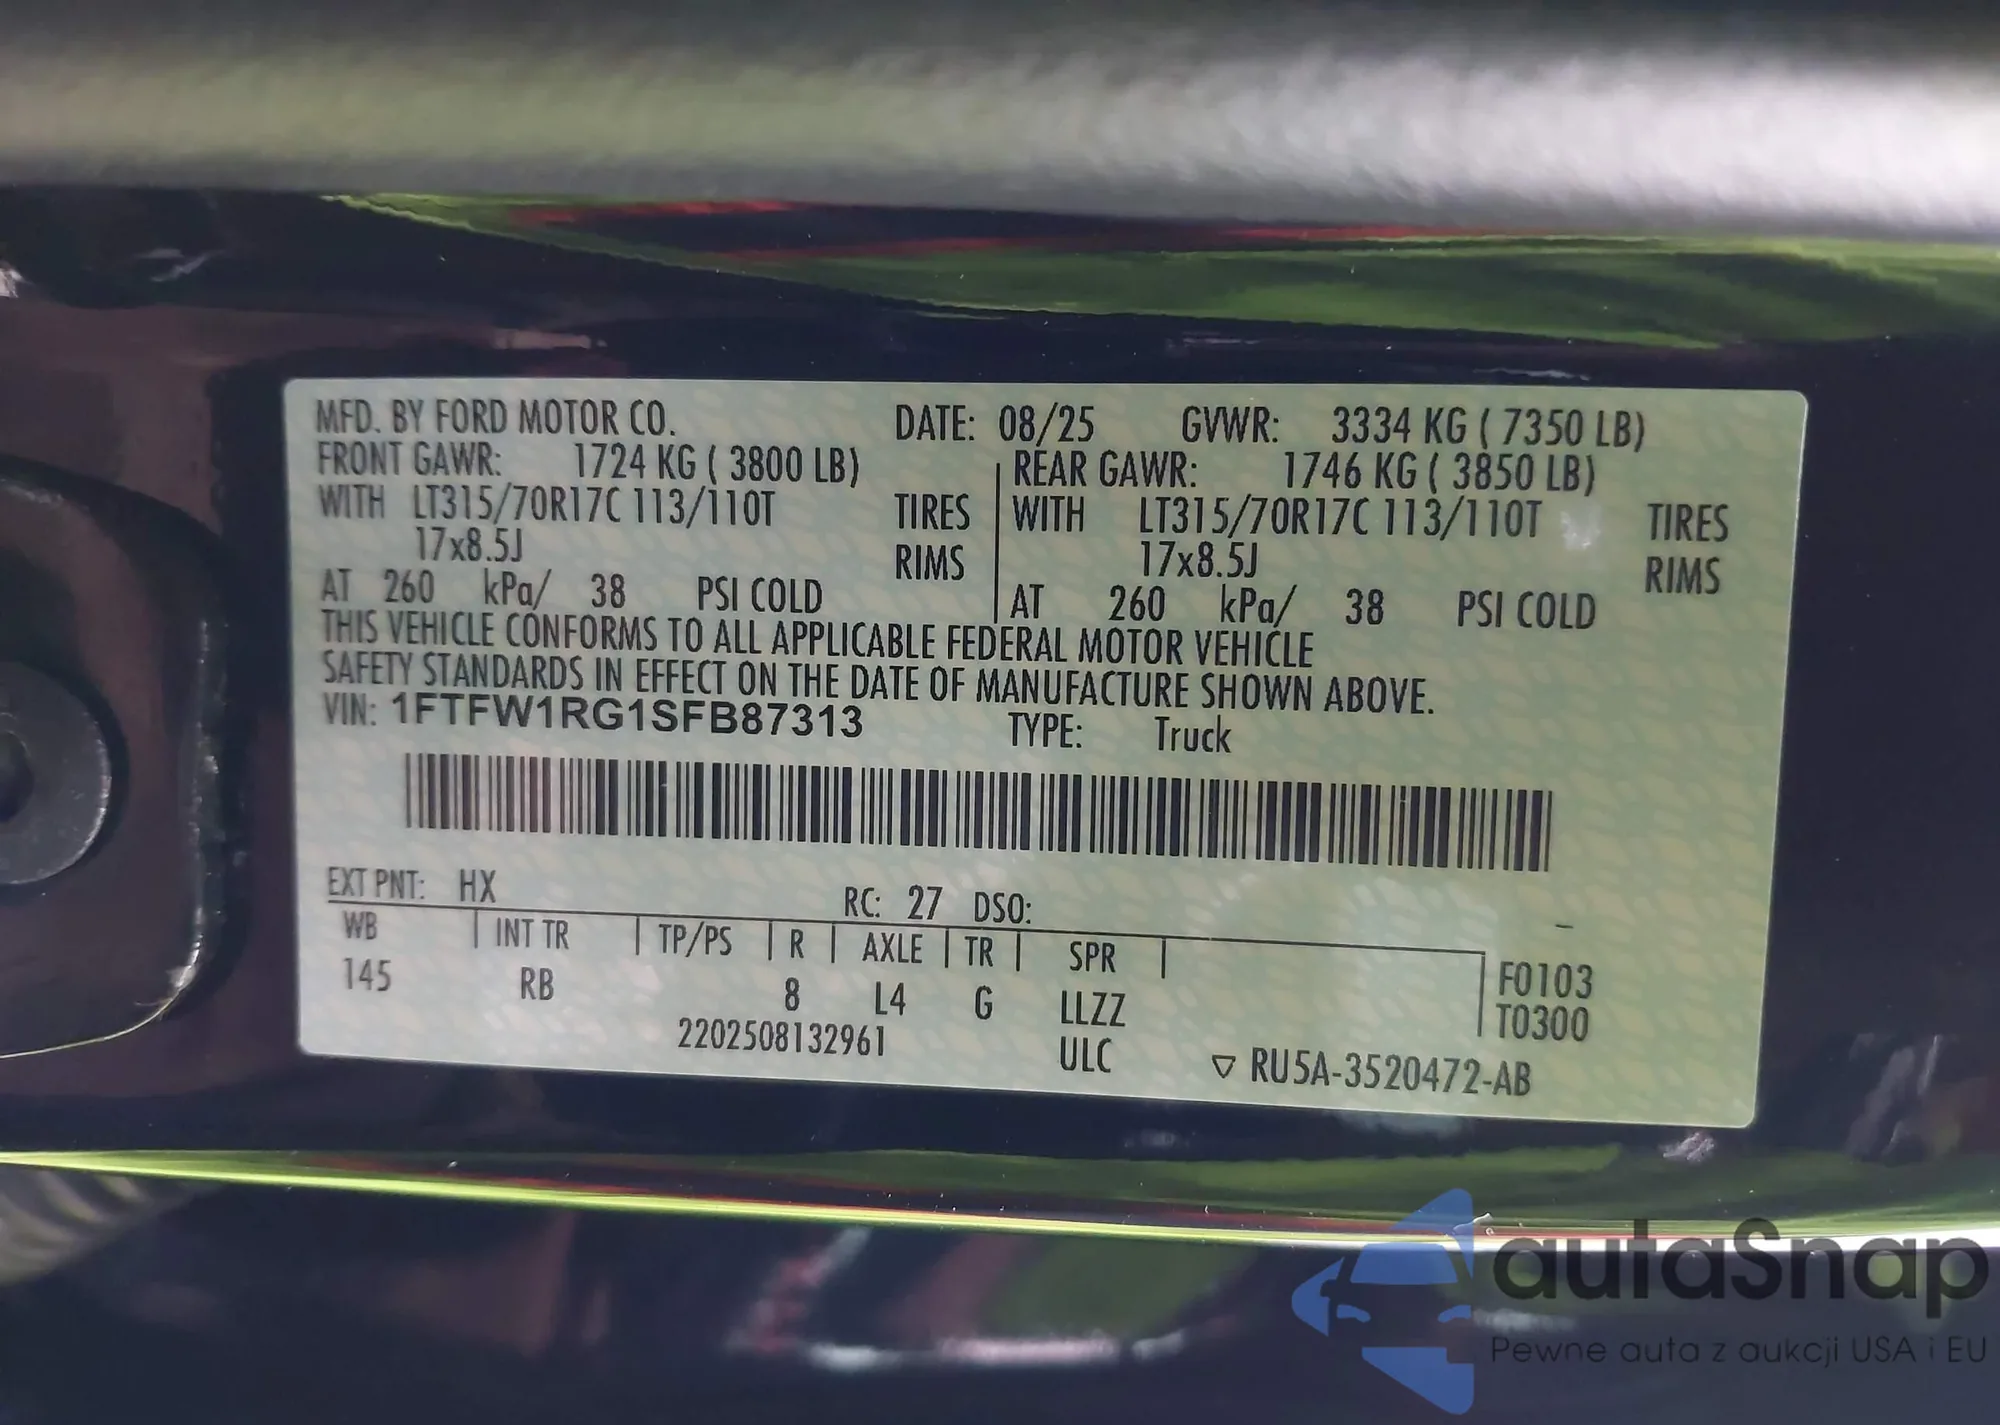 MFD. BY FORD MOTOR CO. DATE: 08/25 GVWR: 3334 KG ( 7350 LB)
FRONT GAWR: 1724 KG ( 3800 LB) REAR GAWR: 1746 KG ( 3850 LB)
WITH LT315/70R17C 113/110T TIRES WITH LT315/70R17C 113/110T TIRES
17x8.5J RIMS 17x8.5J RIMS
AT 260 kPa/ 38 PSI COLD AT 260 kPa/ 38 PSI COLD
THIS VEHICLE CONFORMS TO ALL APPLICABLE FEDERAL MOTOR VEHICLE
SAFETY STANDARDS IN EFFECT ON THE DATE OF MANUFACTURE SHOWN ABOVE.
VIN: 1FTFW1RG1SFB87313 TYPE: Truck
EXT PNT: HX RC: 27 DSO:
WB INT TR TP/PS R AXLE TR SPR
145 RB 8 L4 G LLZZ F0103
T0300
2202508132961 ULC ▽ RU5A-3520472-AB
autaSnap
Pewne auta z aukcji USA i EU